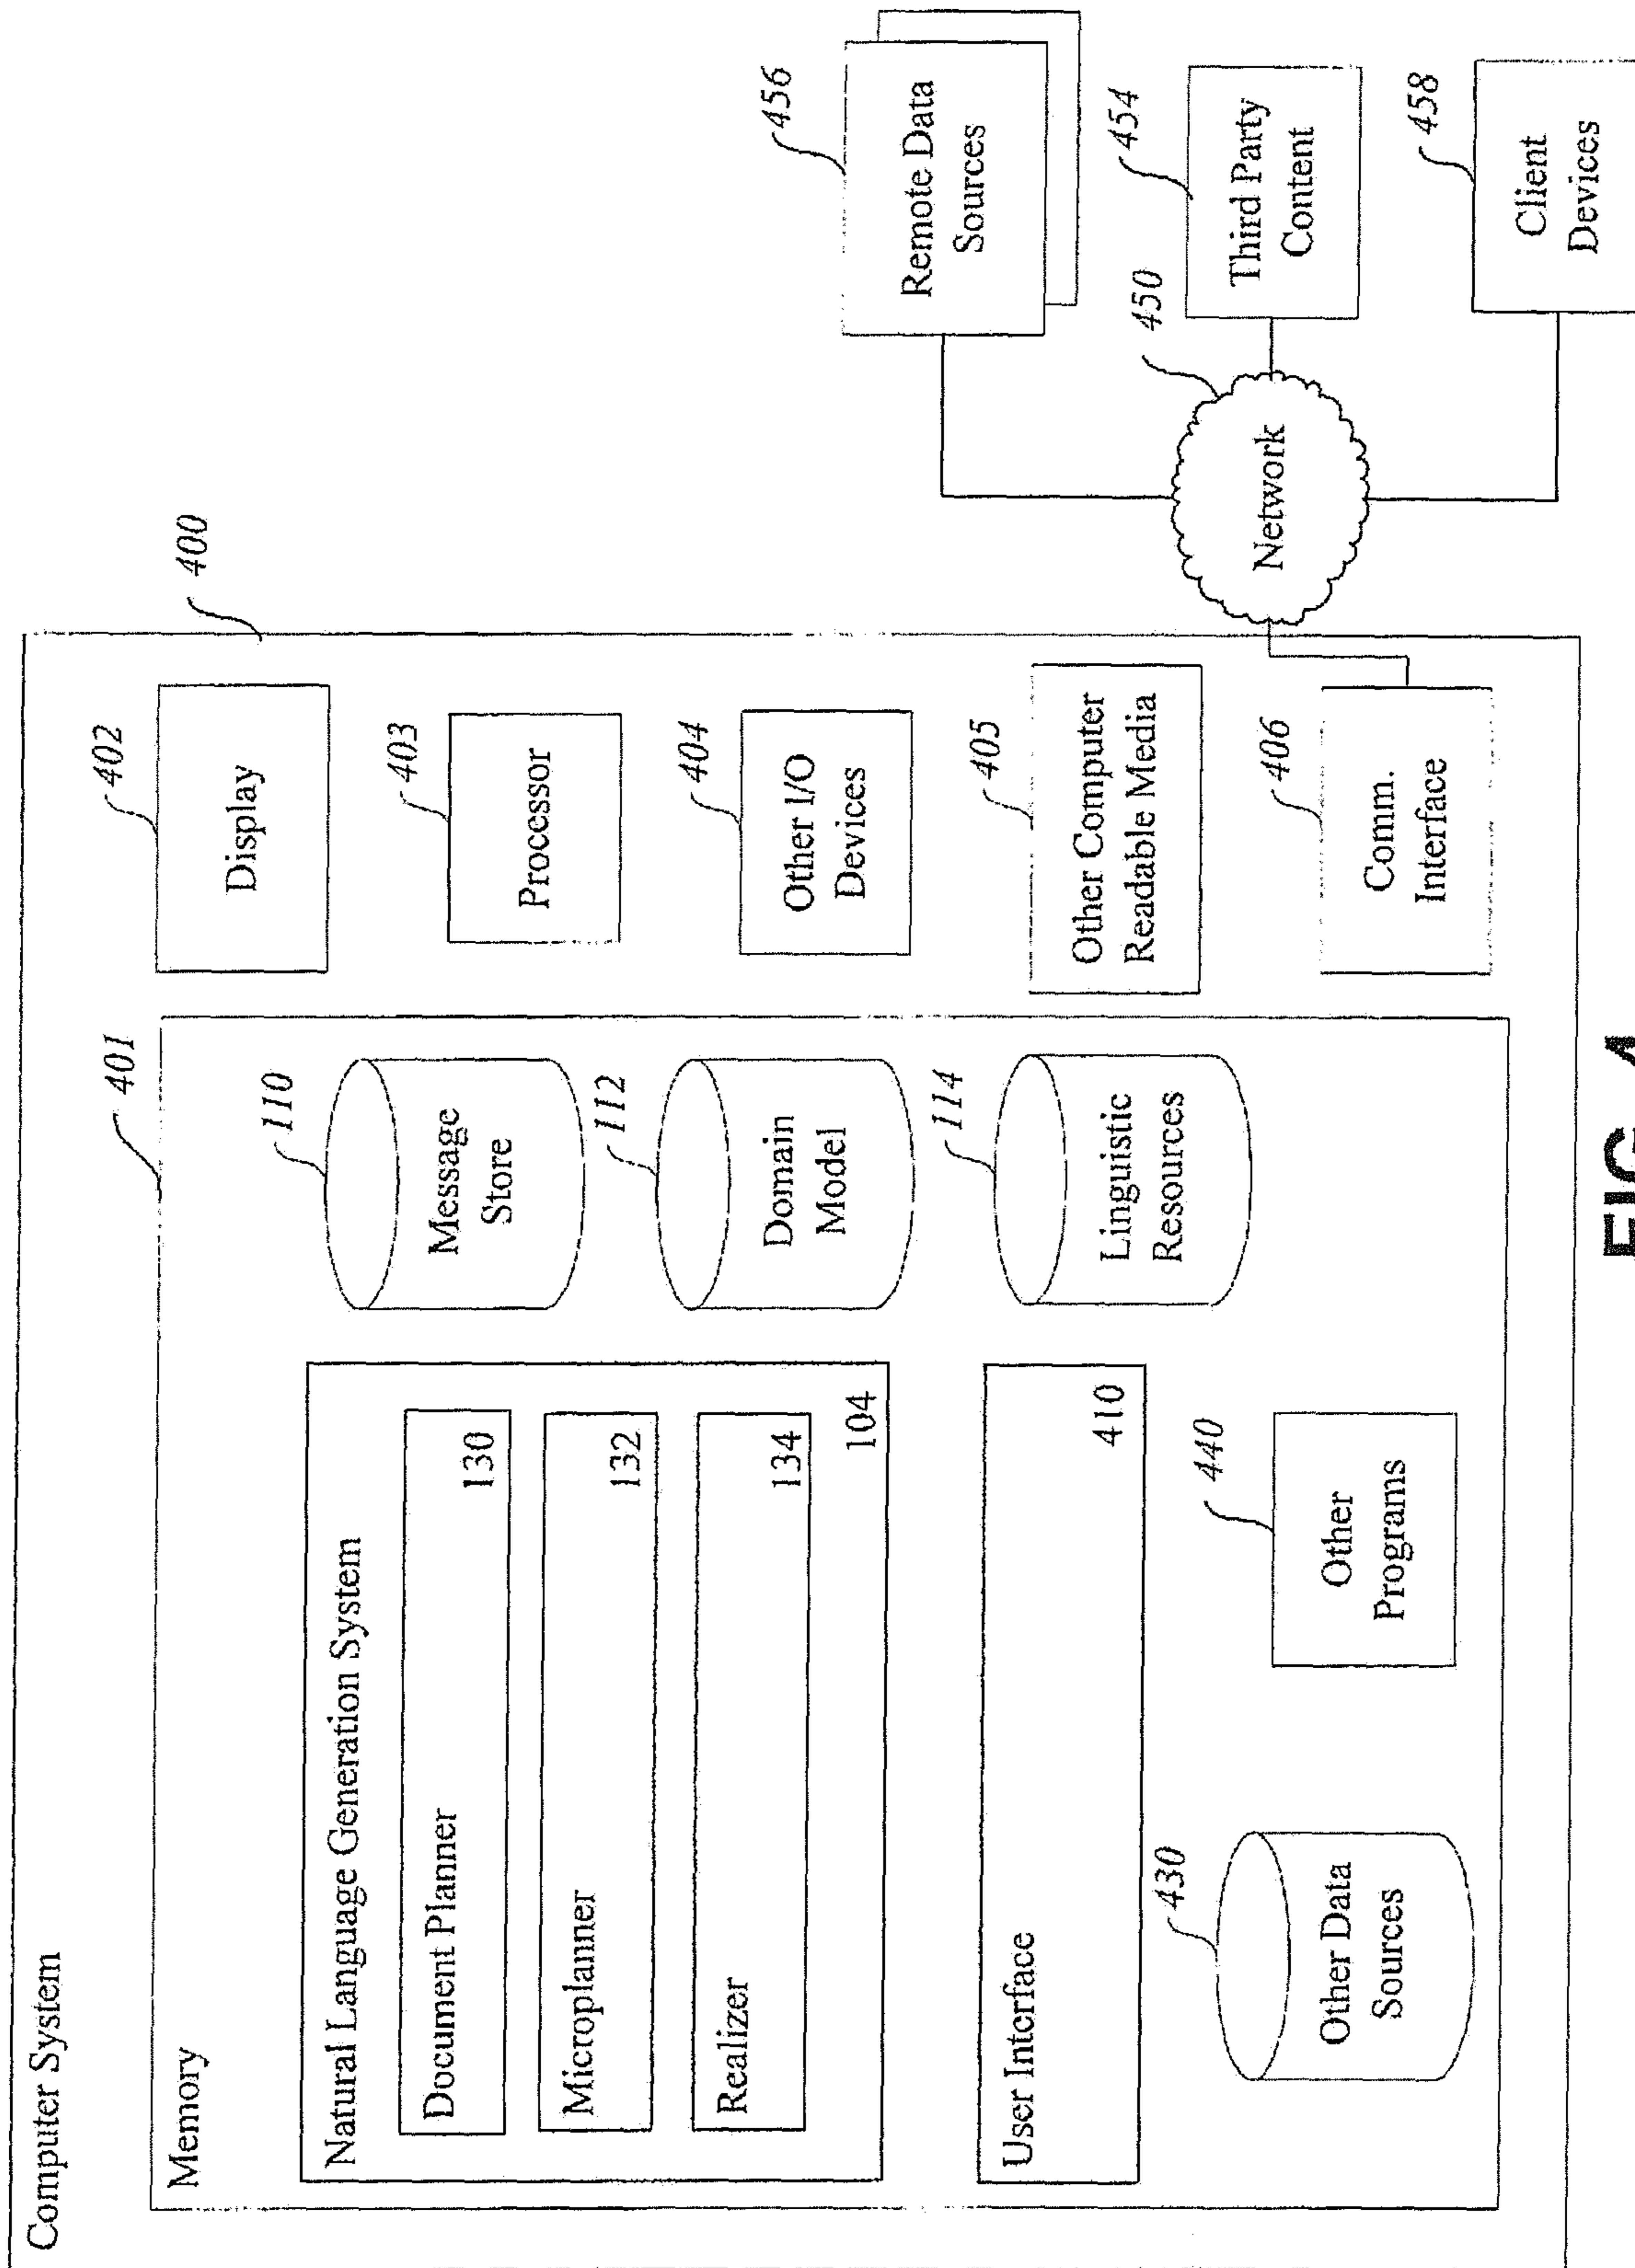 Computer System
400
Memory
401
Natural Language Generation System
Document Planner
130
Microplanner
132
Realizer
134
104
User Interface
410
Other Data
Sources
430
Other
Programs
440
110
Message
Store
112
Domain
Model
114
Linguistic
Resources
402
Display
403
Processor
404
Other I/O
Devices
405
Other Computer
Readable Media
406
Comm.
Interface
450
Network
456
Remote Data
Sources
454
Third Party
Content
458
Client
Devices
FIG. 4